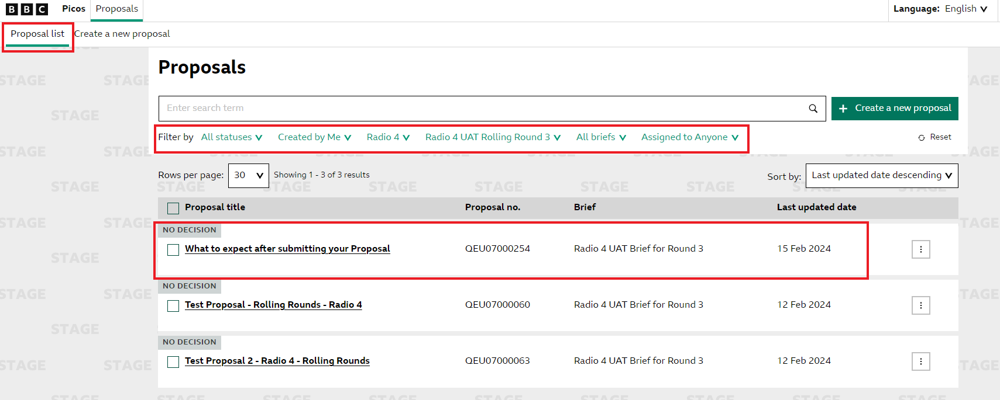 BBC Picos Proposals Language: English
Proposal list Create a new proposal
Proposals
Enter search term Create a new proposal
Filter by All statuses Created by Me Radio 4 Radio 4 UAT Rolling Round 3 All briefs Assigned to Anyone Reset
Rows per page: 30 Showing 1 - 3 of 3 results Sort by: Last updated date descending
Proposal title Proposal no. Brief Last updated date
NO DECISION
What to expect after submitting your Proposal QEU07000254 Radio 4 UAT Brief for Round 3 15 Feb 2024
NO DECISION
Test Proposal - Rolling Rounds - Radio 4 QEU07000060 Radio 4 UAT Brief for Round 3 12 Feb 2024
NO DECISION
Test Proposal 2 - Radio 4 - Rolling Rounds QEU07000063 Radio 4 UAT Brief for Round 3 12 Feb 2024
STAGE